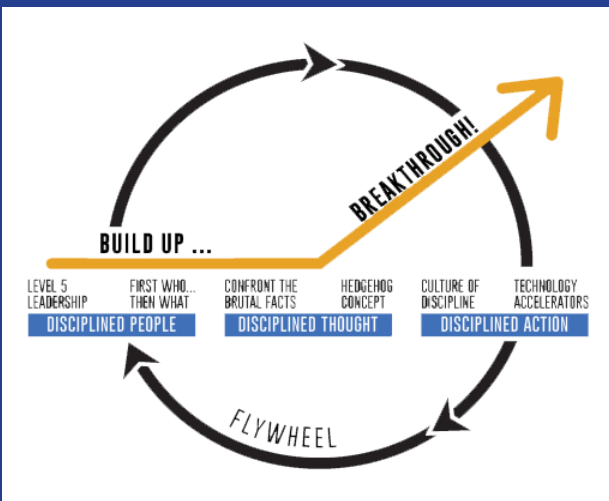 BREAKTHROUGH!
BUILD UP ...
LEVEL 5
LEADERSHIP
FIRST WHO...
THEN WHAT
CONFRONT THE
BRUTAL FACTS
HEDGEHOG
CONCEPT
CULTURE OF
DISCIPLINE
TECHNOLOGY
ACCELERATORS
DISCIPLINED PEOPLE
DISCIPLINED THOUGHT
DISCIPLINED ACTION
FLYWHEEL